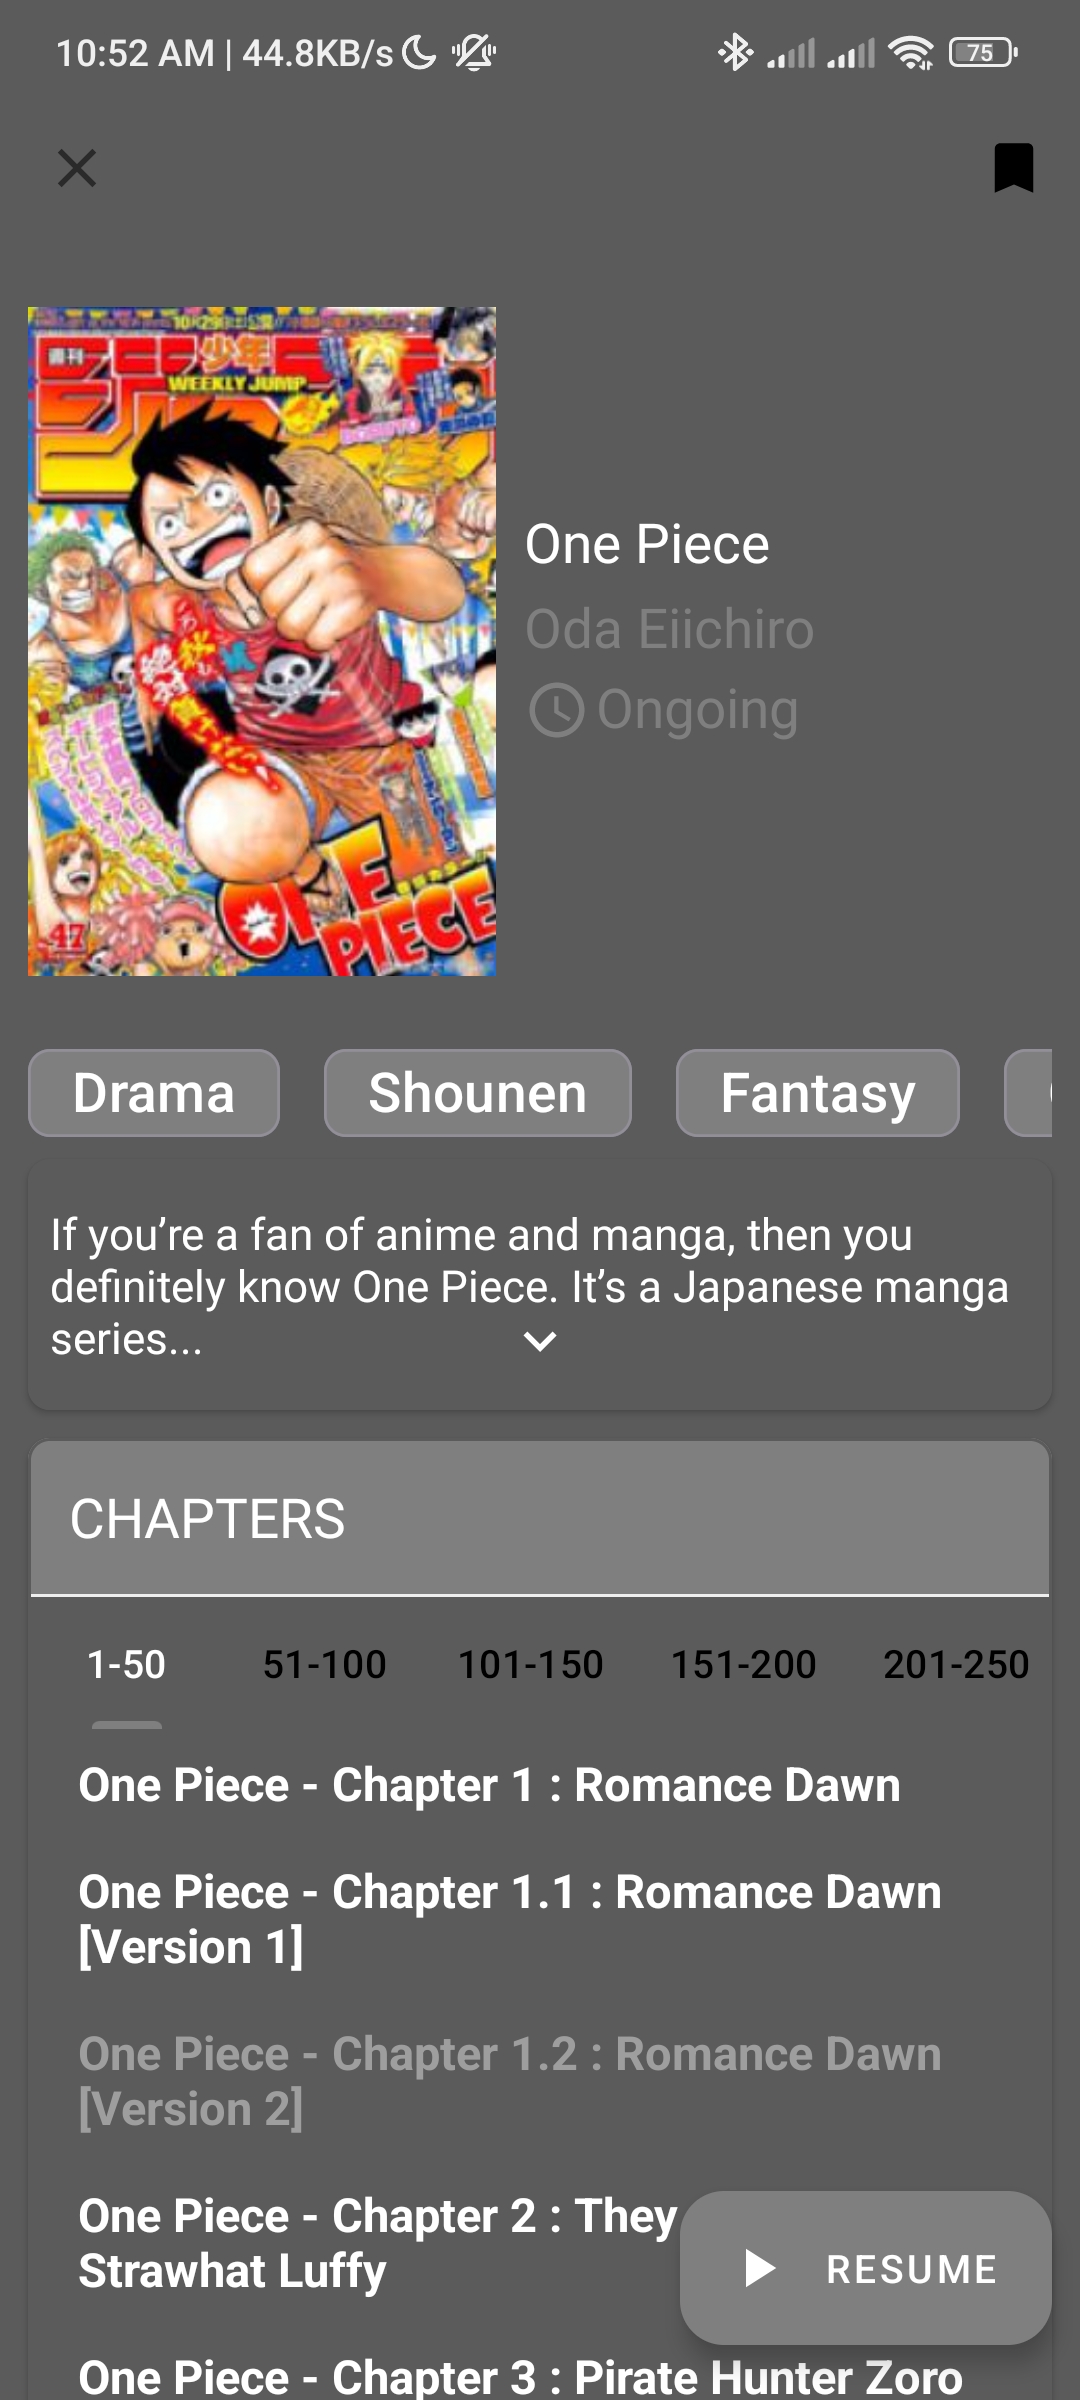 10:52 AM | 44.8KB/s
75
週刊
少年
WEEKLY JUMP
BORUTO
47
ONE
PIECE
One Piece
Oda Eiichiro
Ongoing
Drama Shounen Fantasy
If you’re a fan of anime and manga, then you
definitely know One Piece. It’s a Japanese manga
series...
CHAPTERS
1-50 51-100 101-150 151-200 201-250
One Piece - Chapter 1 : Romance Dawn
One Piece - Chapter 1.1 : Romance Dawn
[Version 1]
One Piece - Chapter 1.2 : Romance Dawn
[Version 2]
One Piece - Chapter 2 : They
Strawhat Luffy
RESUME
One Piece - Chapter 3 : Pirate Hunter Zoro